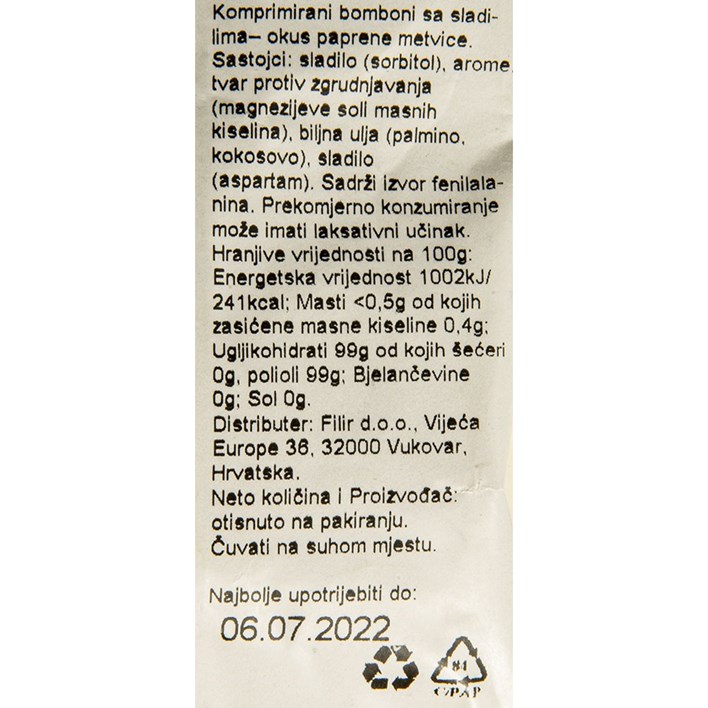 Komprimirani bomboni sa sladi-
lima– okus paprene metvice.
Sastojci: sladilo (sorbitol), arome,
tvar protiv zgrudnjavanja
(magnezijeve soli masnih
kiselina), biljna ulja (palmino,
kokosovo), sladilo
(aspartam). Sadrži izvor fenilala-
nina. Prekomjerno konzumiranje
može imati laksativni učinak.
Hranjive vrijednosti na 100g:
Energetska vrijednost 1002kJ/
241kcal; Masti <0,5g od kojih
zasićene masne kiseline 0,4g;
Ugljikohidrati 99g od kojih šećeri
0g, polioli 99g; Bjelančevine
0g; Sol 0g.
Distributer: Filir d.o.o., Vijeća
Europe 36, 32000 Vukovar,
Hrvatska.
Neto količina i Proizvođač:
otisnuto na pakiranju.
Čuvati na suhom mjestu.
Najbolje upotrijebiti do:
06.07.2022
84
C/PAP